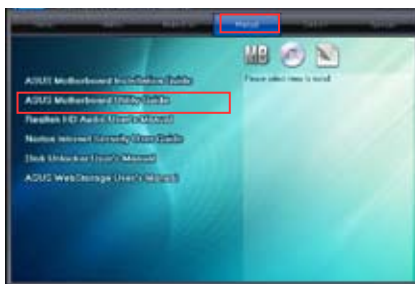 Manual
ASUS Motherboard Installation Guide
ASUS Motherboard Utility Guide
Realtek HD Audio User's Manual
Norton Internet Security User Guide
Disk Unlocker User's Manual
ASUS WebStorage User's Manual
MB
Please select items to install